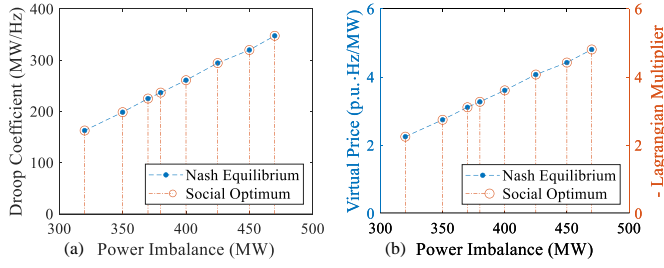 400
300
200
100
0
Droop Coefficient (MW/Hz)
Nash Equilibrium
Social Optimum
300
350
400
450
500
(a)
Power Imbalance (MW)
6
4
2
0
Virtual Price (p.u.·Hz/MW)
Nash Equilibrium
Social Optimum
6
4
2
0
- Lagrangian Multiplier
300
350
400
450
500
(b)
Power Imbalance (MW)